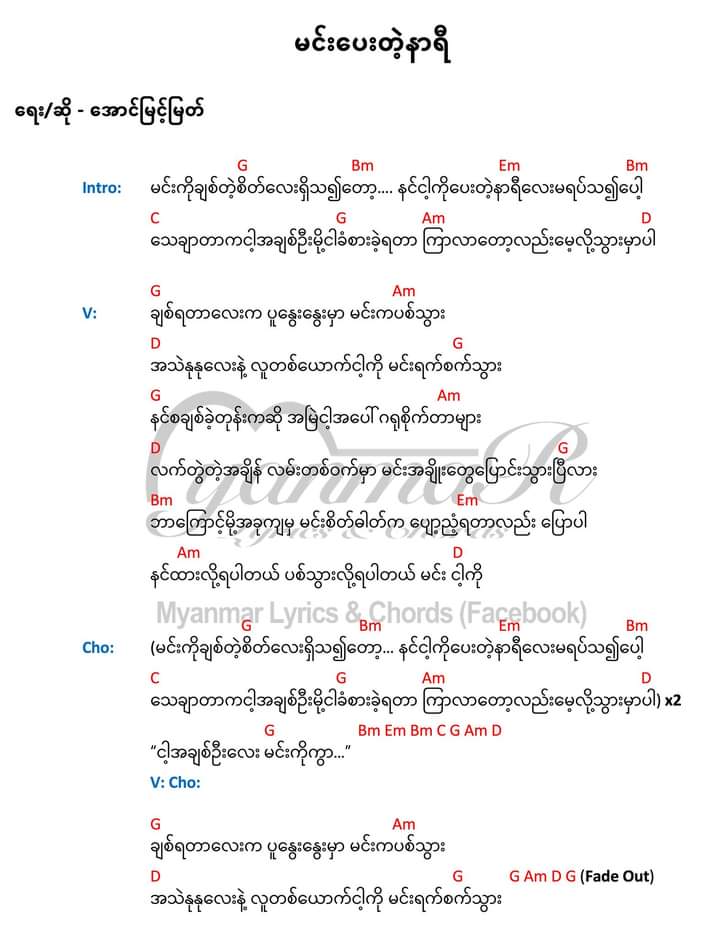 မင်းပေးတဲ့နာရီ
ရေး/ဆို - အောင်မြင့်မြတ်
G Bm Em Bm
Intro: မင်းကိုချစ်တဲ့စိတ်လေးရှိသ၍တော့.... နင်ငါ့ကိုပေးတဲ့နာရီလေးမရပ်သ၍ပေါ့
C G Am D
သေချာတာကငါ့အချစ်ဦးမို့ငါခံစားခဲ့ရတာ ကြာလာတော့လည်းမေ့လို့သွားမှာပါ
G Am
V: ချစ်ရတာလေးက ပူနွေးနွေးမှာ မင်းကပစ်သွား
D G
အသဲနုနုလေးနဲ့ လူတစ်ယောက်ငါ့ကို မင်းရက်စက်သွား
G Am
နင်စချစ်ခဲ့တုန်းကဆို အမြဲငါ့အပေါ် ဂရုစိုက်တာများ
D G
လက်တွဲတဲ့အချိန် လမ်းတစ်ဝက်မှာ မင်းအချိုးတွေပြောင်းသွားပြီလား
Bm Em
ဘာကြောင့်မို့အခုကျမှ မင်းစိတ်ဓါတ်က ပျော့ညံ့ရတာလည်း ပြောပါ
Am D
နင်ထားလို့ရပါတယ် ပစ်သွားလို့ရပါတယ် မင်း ငါ့ကို
yanmaR
Lyrics & Chords
Myanmar Lyrics & Chords (Facebook)
G Bm Em Bm
Cho: (မင်းကိုချစ်တဲ့စိတ်လေးရှိသ၍တော့... နင်ငါ့ကိုပေးတဲ့နာရီလေးမရပ်သ၍ပေါ့
C G Am D
သေချာတာကငါ့အချစ်ဦးမို့ငါခံစားခဲ့ရတာ ကြာလာတော့လည်းမေ့လို့သွားမှာပါ) x2
G Bm Em Bm C G Am D
“ငါ့အချစ်ဦးလေး မင်းကိုကွာ...”
V: Cho:
G Am
ချစ်ရတာလေးက ပူနွေးနွေးမှာ မင်းကပစ်သွား
D G G Am D G (Fade Out)
အသဲနုနုလေးနဲ့ လူတစ်ယောက်ငါ့ကို မင်းရက်စက်သွား